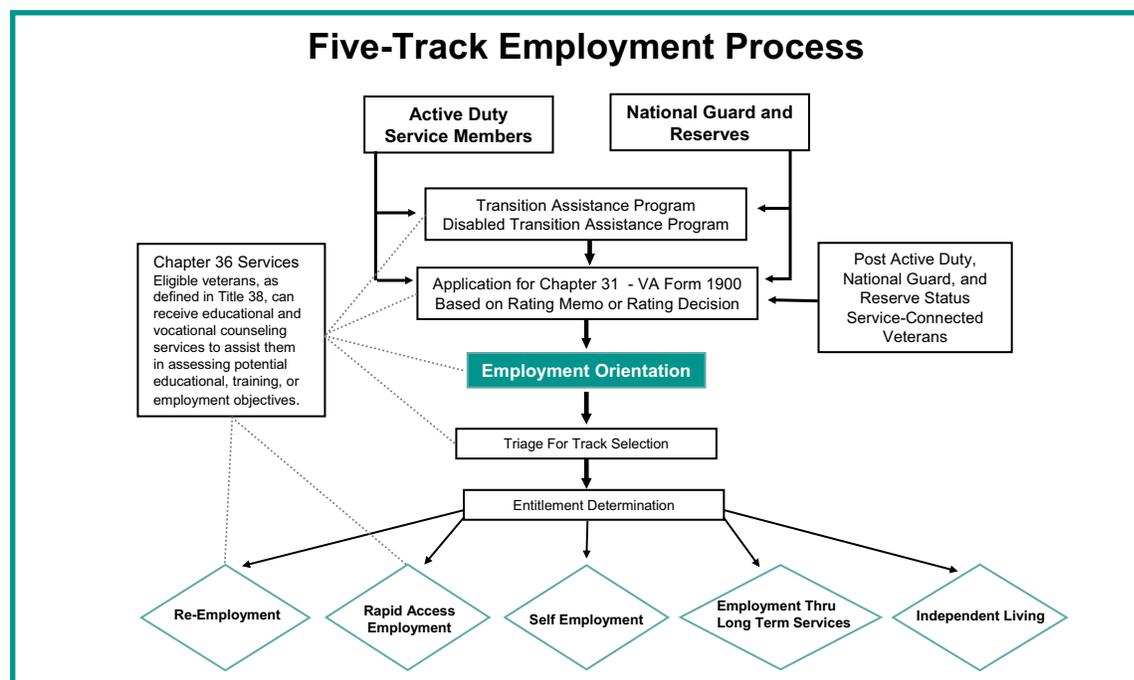 Five-Track Employment Process
Active Duty
Service Members
National Guard and
Reserves
Transition Assistance Program
Disabled Transition Assistance Program
Chapter 36 Services
Eligible veterans, as
defined in Title 38, can
receive educational and
vocational counseling
services to assist them
in assessing potential
educational, training, or
employment objectives.
Application for Chapter 31 - VA Form 1900
Based on Rating Memo or Rating Decision
Post Active Duty,
National Guard, and
Reserve Status
Service-Connected
Veterans
Employment Orientation
Triage For Track Selection
Entitlement Determination
Re-Employment
Rapid Access
Employment
Self Employment
Employment Thru
Long Term Services
Independent Living